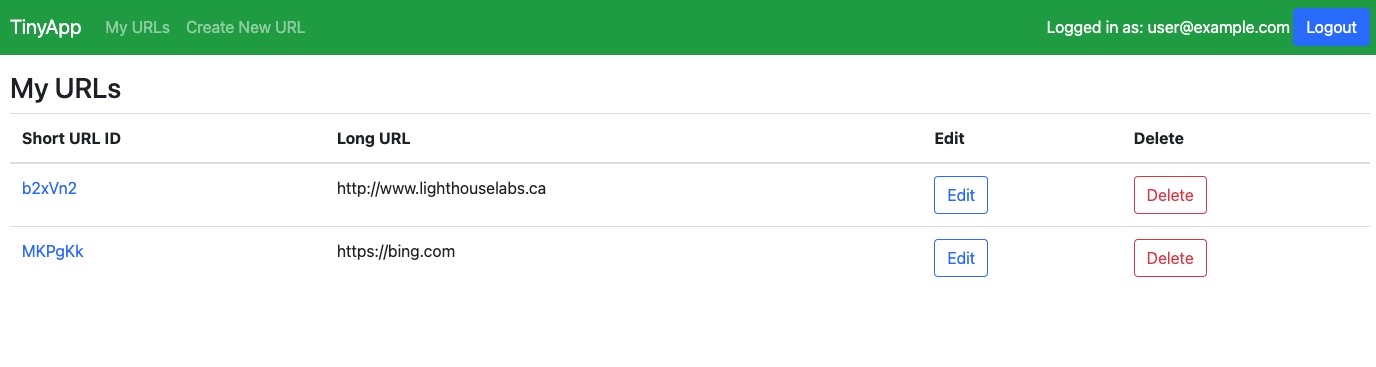 TinyApp My URLs Create New URL Logged in as: user@example.com Logout
My URLs
Short URL ID Long URL Edit Delete
b2xVn2 http://www.lighthouselabs.ca Edit Delete
MKPgKk https://bing.com Edit Delete